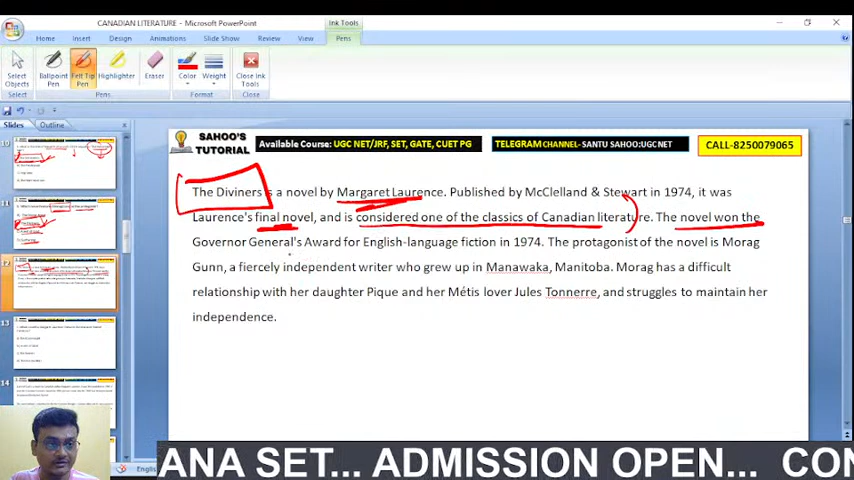 CANADIAN LITERATURE - Microsoft PowerPoint
Ink Tools
Home Insert Design Animations Slide Show Review View Pens
Select Objects
Ballpoint Pen
Felt Tip Pen
Highlighter
Eraser
Color
Weight
Close Ink Tools
Select Pens Format Close
Slides Outline
10
11
12
13
14
SAHOO'S TUTORIAL
Available Course: UGC NET/JRF, SET, GATE, CUET PG
TELEGRAM CHANNEL- SANTU SAHOO:UGC NET
CALL-8250079065
The Diviners is a novel by Margaret Laurence. Published by McClelland & Stewart in 1974, it was
Laurence's final novel, and is considered one of the classics of Canadian literature. The novel won the
Governor General's Award for English-language fiction in 1974. The protagonist of the novel is Morag
Gunn, a fiercely independent writer who grew up in Manawaka, Manitoba. Morag has a difficult
relationship with her daughter Pique and her Métis lover Jules Tonnerre, and struggles to maintain her
independence.
English
ANA SET... ADMISSION OPEN... CON